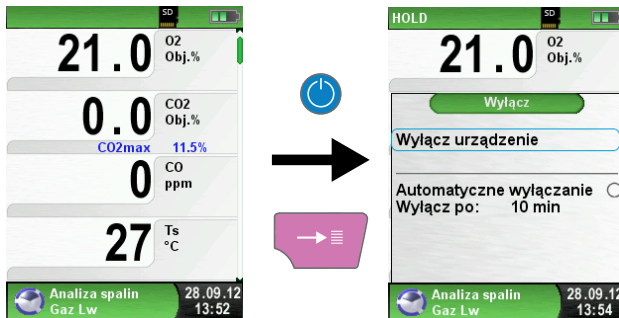 SD
21.0 O2
Obj.%
0.0 CO2
Obj.%
CO2max 11.5%
0 CO
ppm
27 Ts
°C
Analiza spalin 28.09.12
Gaz Lw 13:52
HOLD SD
21.0 O2
Obj.%
Wyłącz
Wyłącz urządzenie
Automatyczne wyłączanie
Wyłącz po: 10 min
Analiza spalin 28.09.12
Gaz Lw 13:54